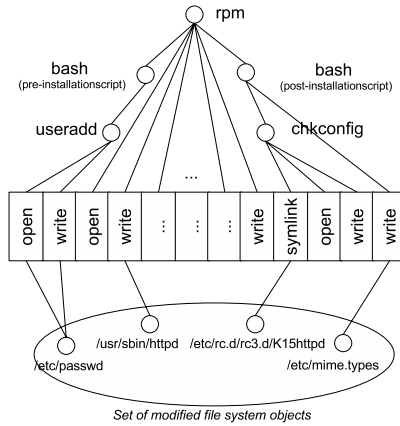 rpm
bash
(pre-installationscript)
bash
(post-installationscript)
useradd
chkconfig
...
open
write
open
write
...
...
...
write
symlink
open
write
write
/usr/sbin/httpd
/etc/rc.d/rc3.d/K15httpd
/etc/passwd
/etc/mime.types
Set of modified file system objects